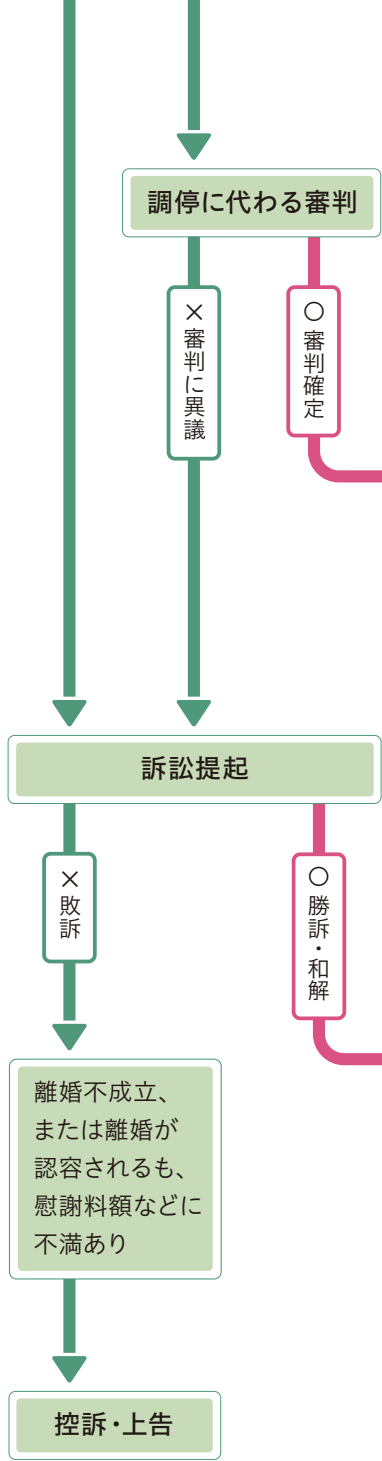 調停に代わる審判
×審判に異議
○審判確定
訴訟提起
×敗訴
○勝訴・和解
離婚不成立、
または離婚が
認容されるも、
慰謝料額などに
不満あり
控訴・上告